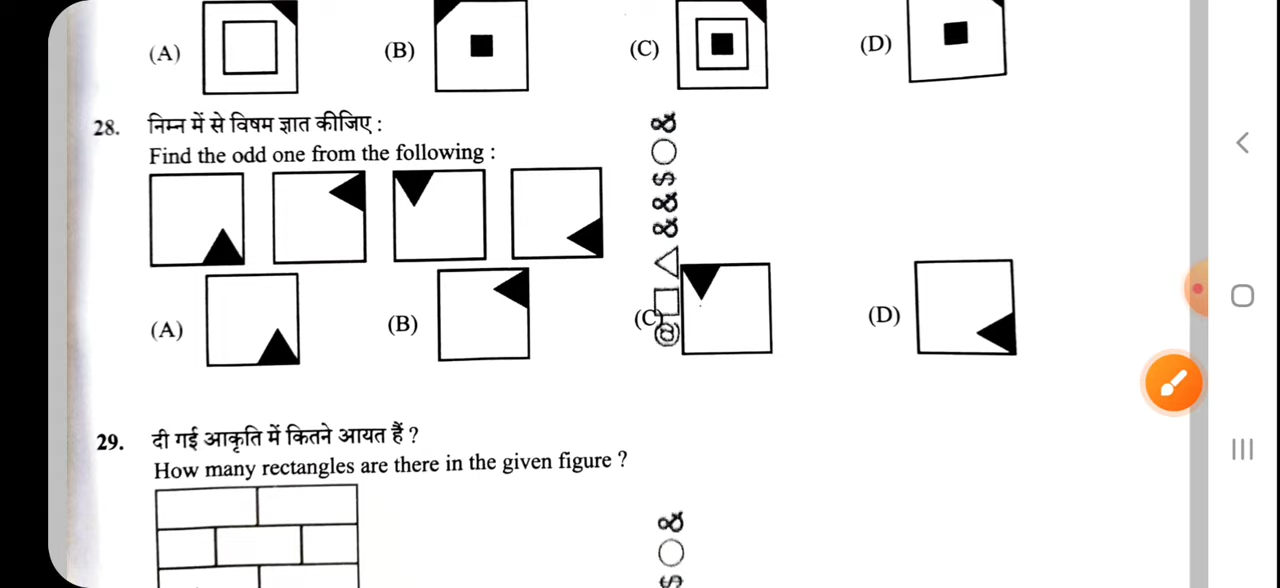 (A) (B) (C) (D)
28. निम्न में से विषम ज्ञात कीजिए :
Find the odd one from the following :
@□△&&$○&
(A) (B) (C) (D)
29. दी गई आकृति में कितने आयत हैं ?
How many rectangles are there in the given figure ?
$○&